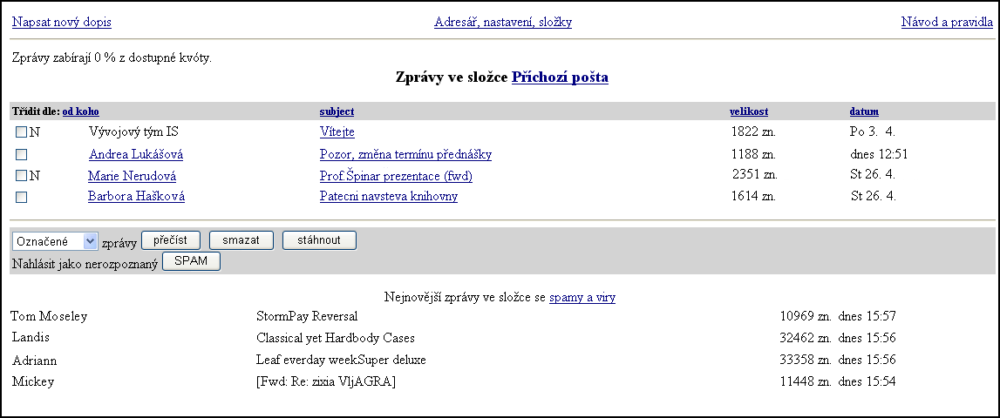 Napsat nový dopis Adresář, nastavení, složky Návod a pravidla
Zprávy zabírají 0 % z dostupné kvóty.
Zprávy ve složce Příchozí pošta
Třídit dle: od koho subject velikost datum
N Vývojový tým IS Vítejte 1822 zn. Po 3. 4.
Andrea Lukášová Pozor, změna termínu přednášky 1188 zn. dnes 12:51
N Marie Nerudová Prof.Špinar prezentace (fwd) 2351 zn. St 26. 4.
Barbora Hašková Patecni navsteva knihovny 1614 zn. St 26. 4.
Označené zprávy přečíst smazat stáhnout
Nahlásit jako nerozpoznaný SPAM
Nejnovější zprávy ve složce se spamy a viry
Tom Moseley StormPay Reversal 10969 zn. dnes 15:57
Landis Classical yet Hardbody Cases 32462 zn. dnes 15:56
Adriann Leaf everday weekSuper deluxe 33358 zn. dnes 15:56
Mickey [Fwd: Re: zixia VljAGRA] 11448 zn. dnes 15:54